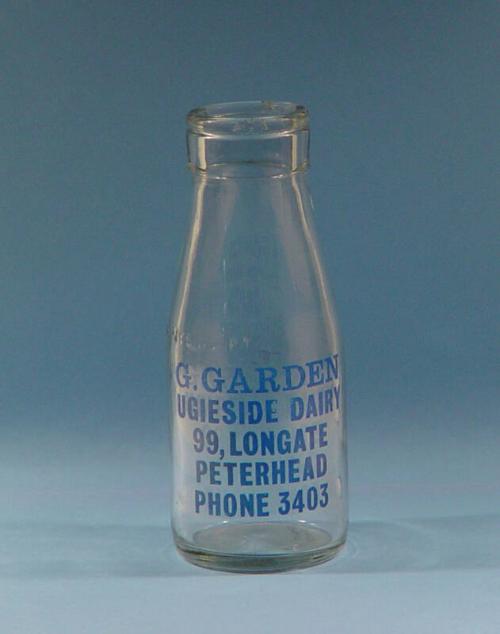 G. GARDEN
UGIESIDE DAIRY
99, LONGATE
PETERHEAD
PHONE 3403